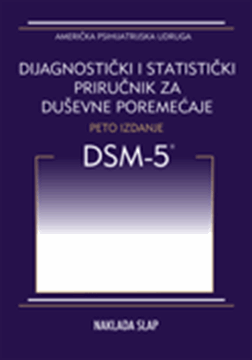 AMERIČKA PSIHIJATRIJSKA UDRUGA
DIJAGNOSTIČKI I STATISTIČKI
PRIRUČNIK ZA
DUŠEVNE POREMEĆAJE
PETO IZDANJE
DSM-5®
NAKLADA SLAP